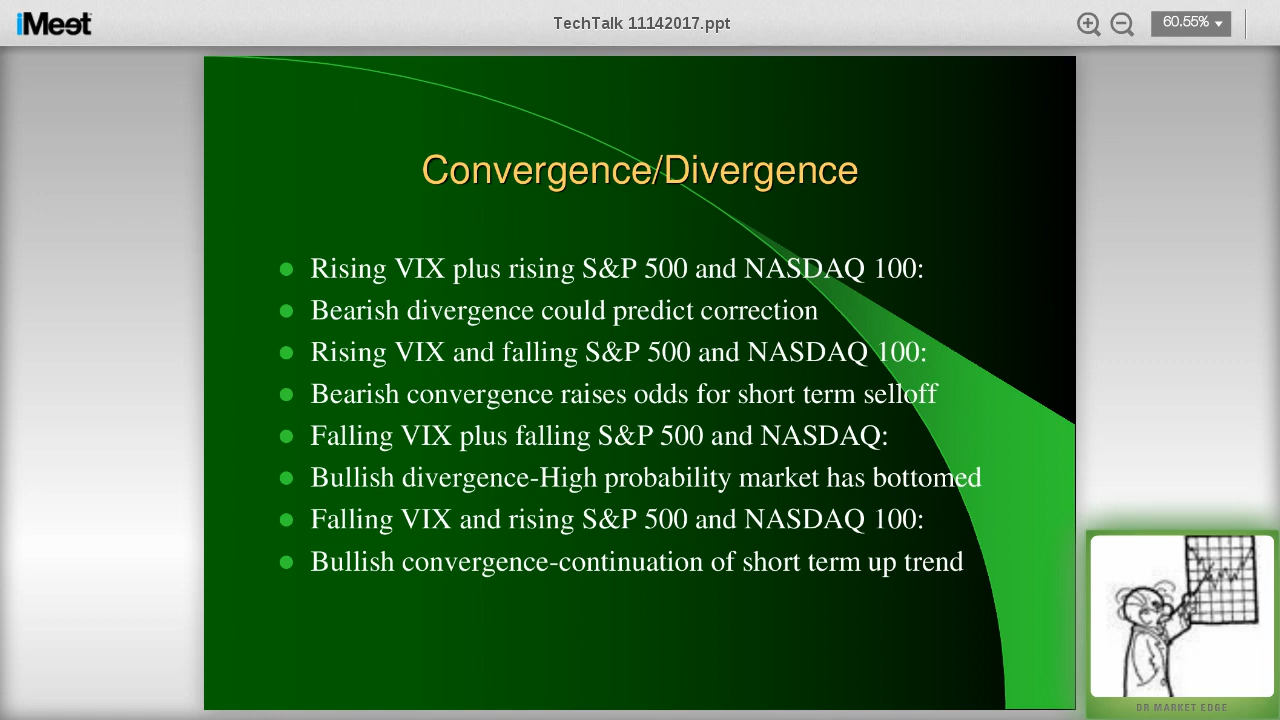 iMeet
TechTalk 11142017.ppt
60.55%
Convergence/Divergence
Rising VIX plus rising S&P 500 and NASDAQ 100:
Bearish divergence could predict correction
Rising VIX and falling S&P 500 and NASDAQ 100:
Bearish convergence raises odds for short term selloff
Falling VIX plus falling S&P 500 and NASDAQ:
Bullish divergence-High probability market has bottomed
Falling VIX and rising S&P 500 and NASDAQ 100:
Bullish convergence-continuation of short term up trend
DR MARKET EDGE